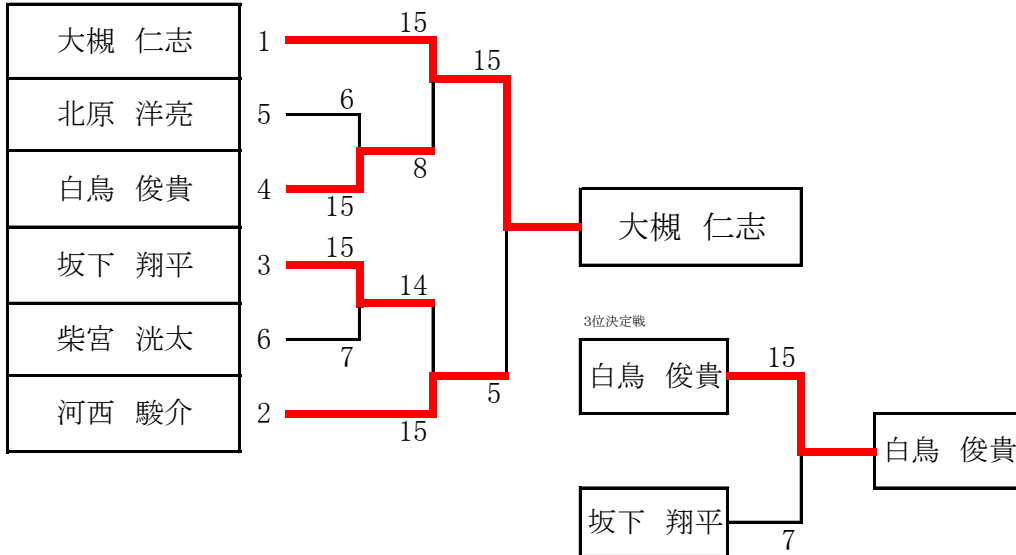 大槻 仁志
1
15
15
北原 洋亮
5
6
8
白鳥 俊貴
4
15
大槻 仁志
坂下 翔平
3
15
14
柴宮 洸太
6
7
5
河西 駿介
2
15
3位決定戦
白鳥 俊貴
15
白鳥 俊貴
坂下 翔平
7